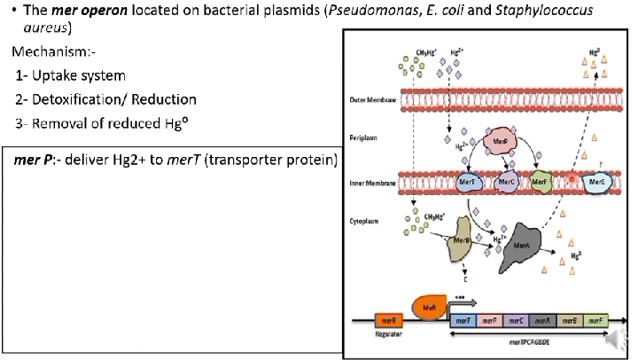 • The mer operon located on bacterial plasmids (Pseudomonas, E. coli and Staphylococcus
aureus)
Mechanism:-
1- Uptake system
2- Detoxification/ Reduction
3- Removal of reduced Hg⁰
mer P:- deliver Hg2+ to merT (transporter protein)
CH₃Hg⁺ Hg²⁺ Hg⁰
Outer Membrane
Periplasm
Hg²⁺
MerP
Inner Membrane
MerT MerC MerF MerE
?
Cytoplasm
CH₃Hg⁺
MerB Hg²⁺
MerA
Hg⁰
C
MeR
merR merT merP merC merA merB merF
Regulator
merTPCAGBDE